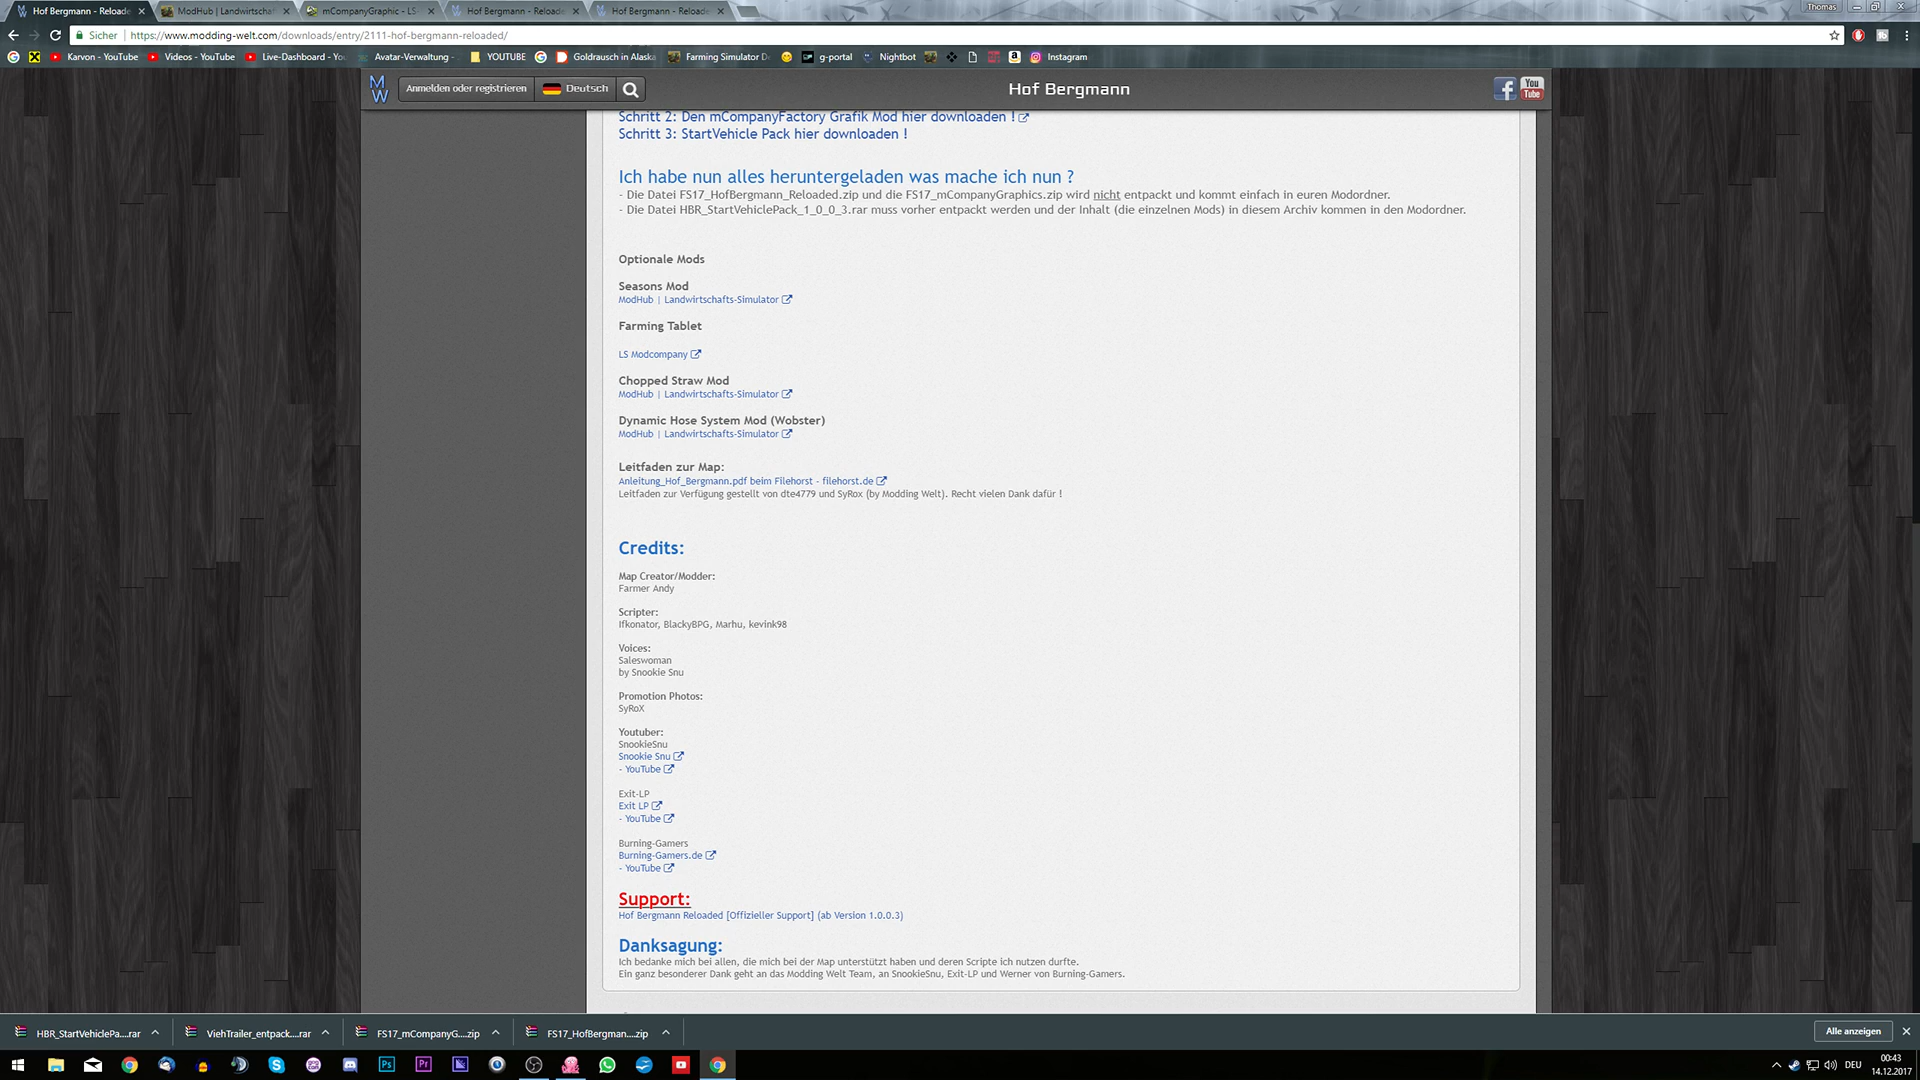 Hof Bergmann - Reloade
ModHub | Landwirtschaf
mCompanyGraphic - LS
Hof Bergmann - Reloade
Hof Bergmann - Reloade
Thomas
Sicher
https://www.modding-welt.com/downloads/entry/2111-hof-bergmann-reloaded/
Karvon - YouTube
Videos - YouTube
Live-Dashboard - You
Avatar-Verwaltung -
YOUTUBE
Goldrausch in Alaska
Farming Simulator D
g-portal
Nightbot
Instagram
MW
Anmelden oder registrieren
Deutsch
Hof Bergmann
You Tube
Schritt 2: Den mCompanyFactory Grafik Mod hier downloaden !
Schritt 3: StartVehicle Pack hier downloaden !
Ich habe nun alles heruntergeladen was mache ich nun ?
- Die Datei FS17_HofBergmann_Reloaded.zip und die FS17_mCompanyGraphics.zip wird nicht entpackt und kommt einfach in euren Modordner.
- Die Datei HBR_StartVehiclePack_1_0_0_3.rar muss vorher entpackt werden und der Inhalt (die einzelnen Mods) in diesem Archiv kommen in den Modordner.
Optionale Mods
Seasons Mod
ModHub | Landwirtschafts-Simulator
Farming Tablet
LS Modcompany
Chopped Straw Mod
ModHub | Landwirtschafts-Simulator
Dynamic Hose System Mod (Wobster)
ModHub | Landwirtschafts-Simulator
Leitfaden zur Map:
Anleitung_Hof_Bergmann.pdf beim Filehorst - filehorst.de
Leitfaden zur Verfügung gestellt von dte4779 und SyRox (by Modding Welt). Recht vielen Dank dafür !
Credits:
Map Creator/Modder:
Farmer Andy
Scripter:
Ifkonator, BlackyBPG, Marhu, kevink98
Voices:
Saleswoman
by Snookie Snu
Promotion Photos:
SyRoX
Youtuber:
SnookieSnu
Snookie Snu
- YouTube
Exit-LP
Exit LP
- YouTube
Burning-Gamers
Burning-Gamers.de
- YouTube
Support:
Hof Bergmann Reloaded [Offizieller Support] (ab Version 1.0.0.3)
Danksagung:
Ich bedanke mich bei allen, die mich bei der Map unterstützt haben und deren Scripte ich nutzen durfte.
Ein ganz besonderer Dank geht an das Modding Welt Team, an SnookieSnu, Exit-LP und Werner von Burning-Gamers.
HBR_StartVehiclePa....rar
ViehTrailer_entpack....rar
FS17_mCompanyG....zip
FS17_HofBergman....zip
Alle anzeigen
Ps
Pr
DEU
00:43
14.12.2017